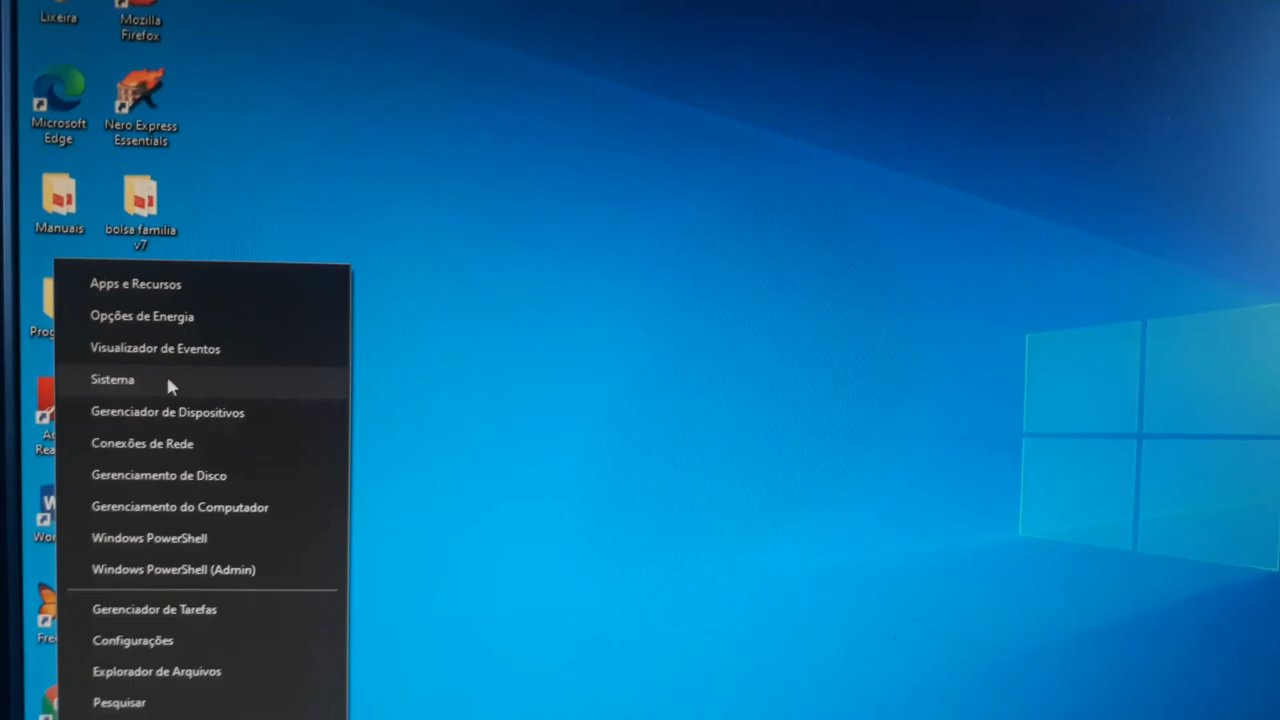 Lixeira
Mozilla
Firefox
Microsoft
Edge
Nero Express
Essentials
Manuais
bolsa familia
v7
Apps e Recursos
Opções de Energia
Visualizador de Eventos
Sistema
Gerenciador de Dispositivos
Conexões de Rede
Gerenciamento de Disco
Gerenciamento do Computador
Windows PowerShell
Windows PowerShell (Admin)
Gerenciador de Tarefas
Configurações
Explorador de Arquivos
Pesquisar